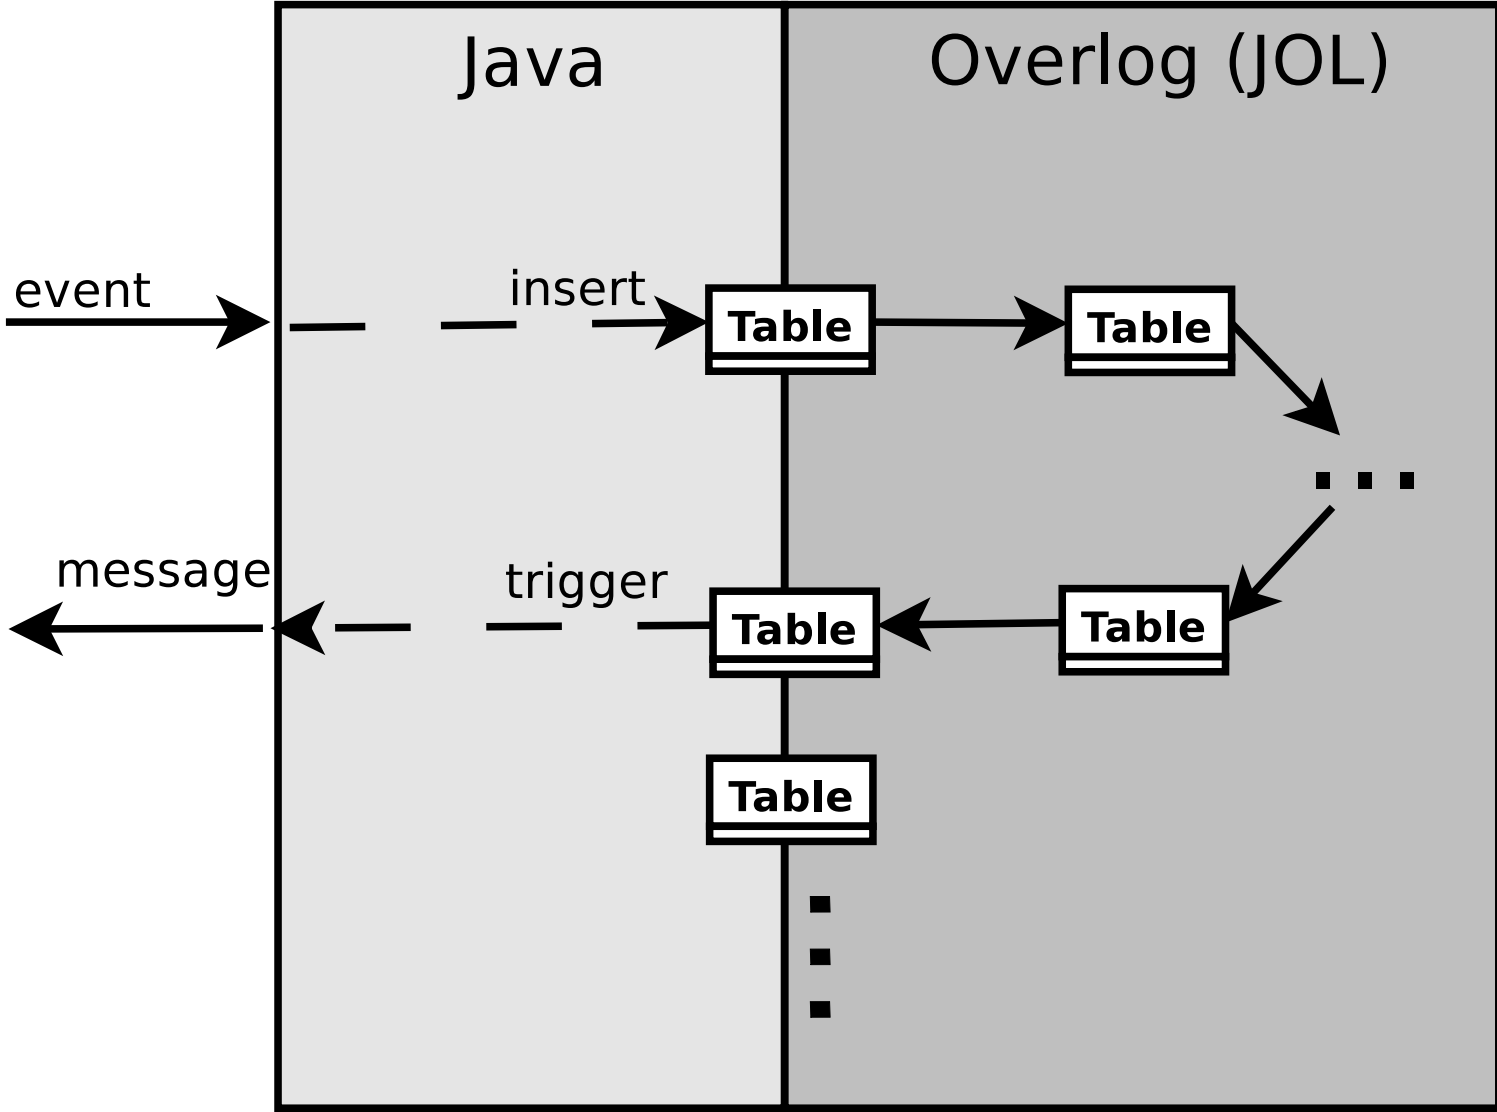 Java
Overlog (JOL)
event
insert
Table
Table
message
trigger
Table
Table
Table